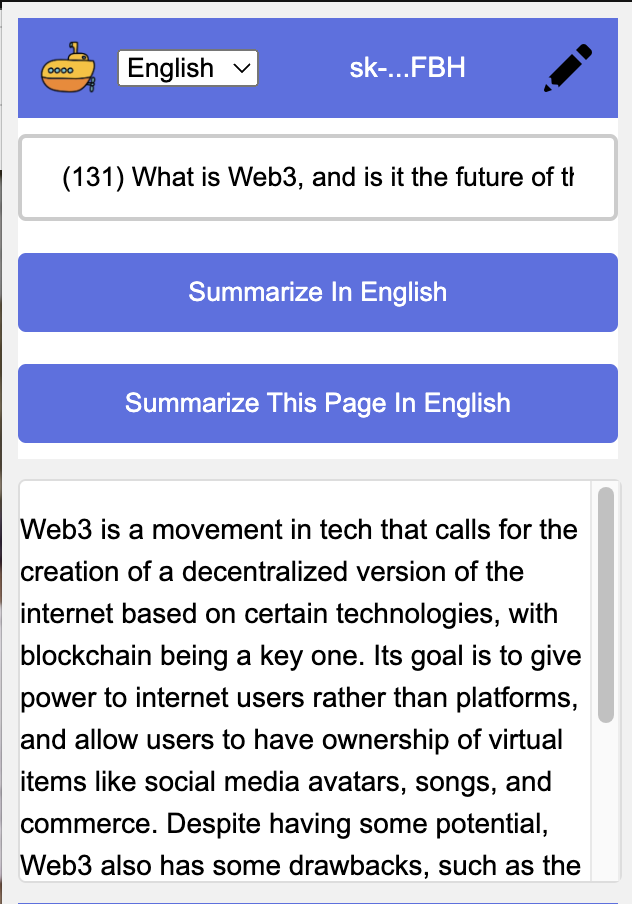 English
sk-...FBH
(131) What is Web3, and is it the future of th
Summarize In English
Summarize This Page In English
Web3 is a movement in tech that calls for the
creation of a decentralized version of the
internet based on certain technologies, with
blockchain being a key one. Its goal is to give
power to internet users rather than platforms,
and allow users to have ownership of virtual
items like social media avatars, songs, and
commerce. Despite having some potential,
Web3 also has some drawbacks, such as the